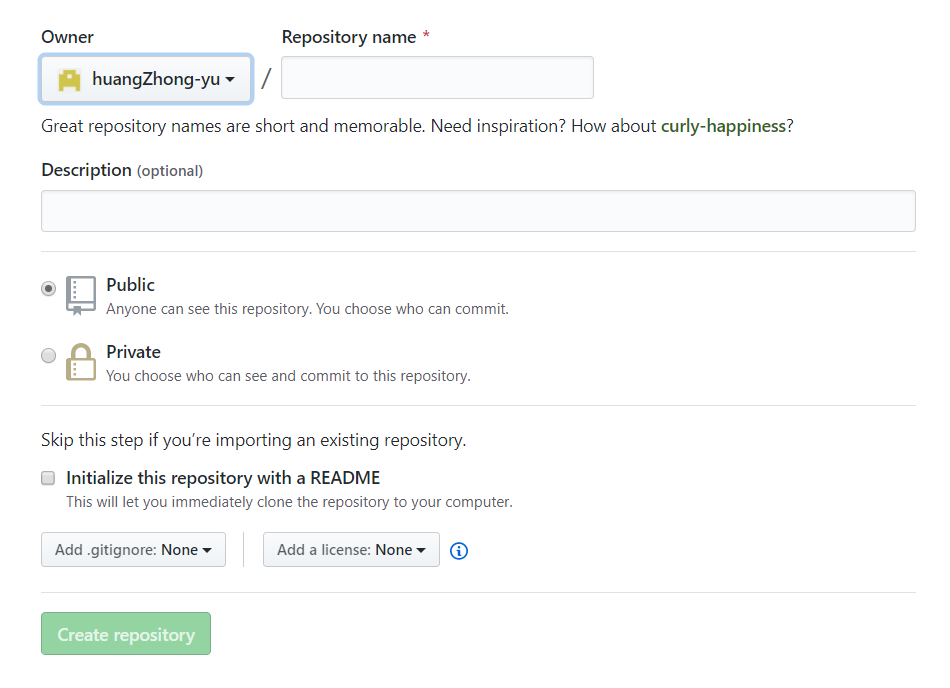 Owner
Repository name *
huangZhong-yu /
Great repository names are short and memorable. Need inspiration? How about curly-happiness?
Description (optional)
Public
Anyone can see this repository. You choose who can commit.
Private
You choose who can see and commit to this repository.
Skip this step if you’re importing an existing repository.
Initialize this repository with a README
This will let you immediately clone the repository to your computer.
Add .gitignore: None
Add a license: None
Create repository